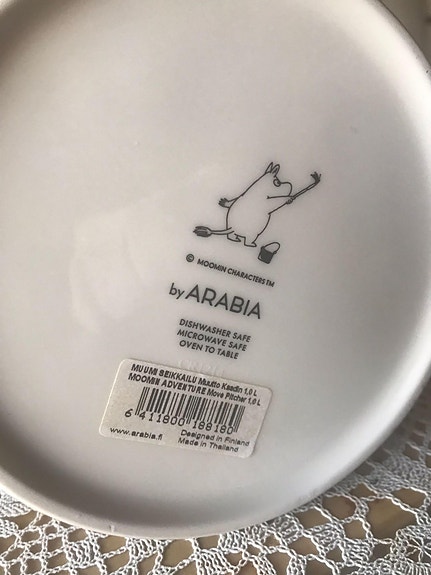 © MOOMIN CHARACTERS™
by ARABIA
DISHWASHER SAFE
MICROWAVE SAFE
OVEN TO TABLE
MUUMI SEIKKAILU Muutto Kaadin 1,0 L
MOOMIN ADVENTURE Move Pitcher 1,0 L
6 411800 188180
www.arabia.fi Designed in Finland
Made in Thailand